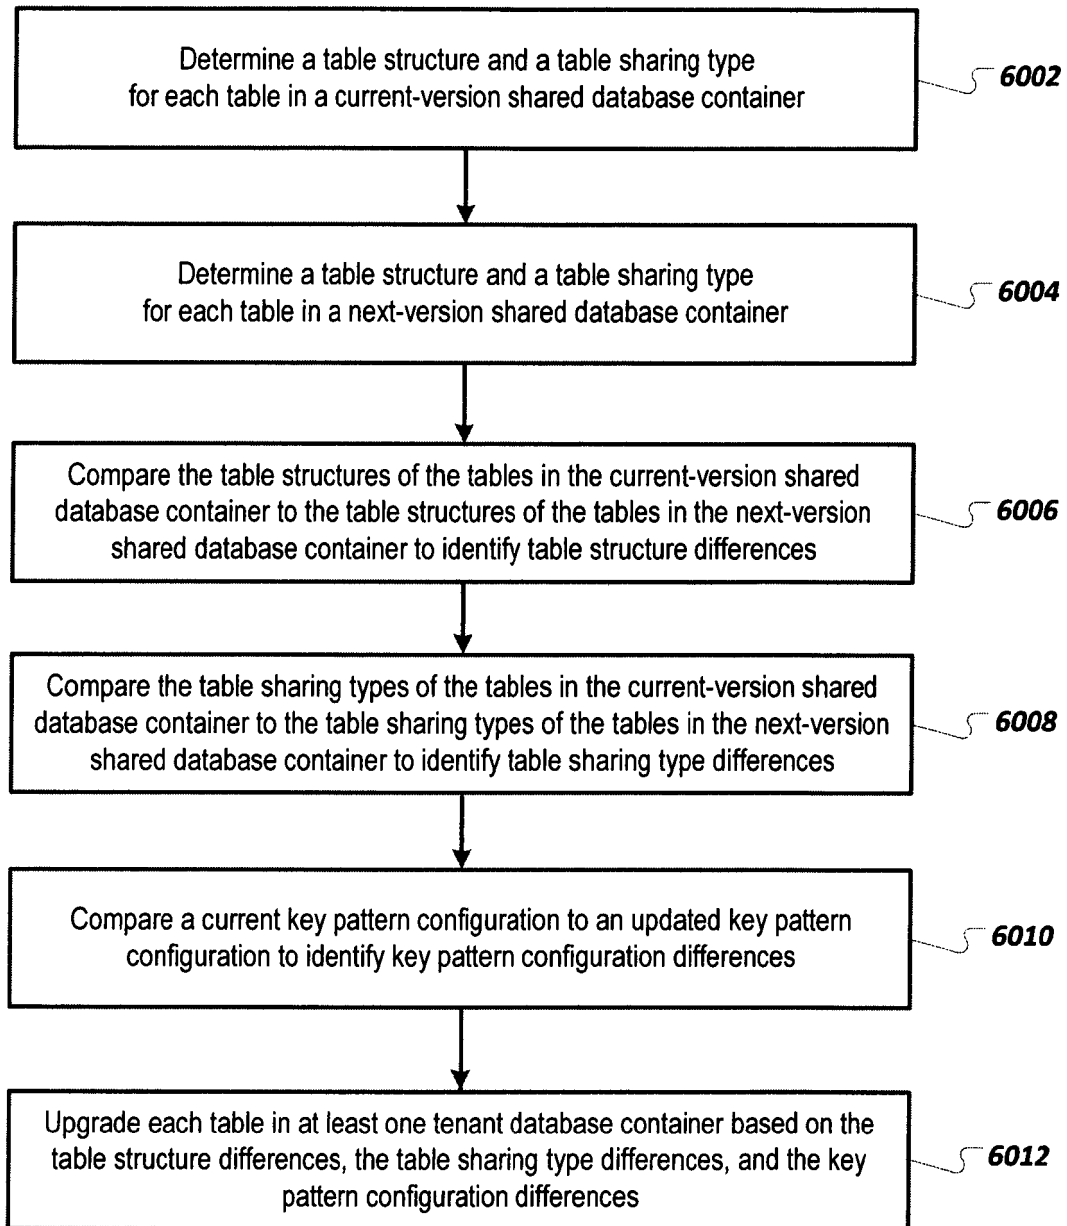 Determine a table structure and a table sharing type
for each table in a current-version shared database container
6002
Determine a table structure and a table sharing type
for each table in a next-version shared database container
6004
Compare the table structures of the tables in the current-version shared
database container to the table structures of the tables in the next-version
shared database container to identify table structure differences
6006
Compare the table sharing types of the tables in the current-version shared
database container to the table sharing types of the tables in the next-version
shared database container to identify table sharing type differences
6008
Compare a current key pattern configuration to an updated key pattern
configuration to identify key pattern configuration differences
6010
Upgrade each table in at least one tenant database container based on the
table structure differences, the table sharing type differences, and the key
pattern configuration differences
6012